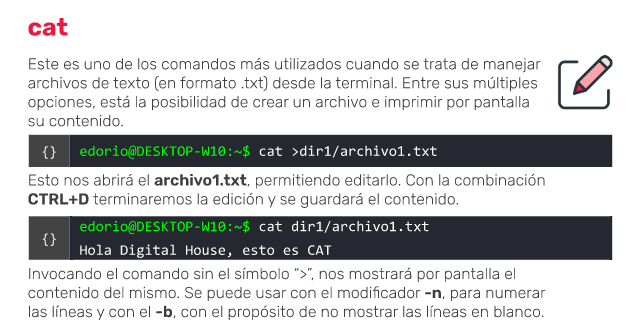 cat
Este es uno de los comandos más utilizados cuando se trata de manejar
archivos de texto (en formato .txt) desde la terminal. Entre sus múltiples
opciones, está la posibilidad de crear un archivo e imprimir por pantalla
su contenido.
{} edorio@DESKTOP-W10:~$ cat >dir1/archivo1.txt
Esto nos abrirá el archivo1.txt, permitiendo editarlo. Con la combinación
CTRL+D terminaremos la edición y se guardará el contenido.
{} edorio@DESKTOP-W10:~$ cat dir1/archivo1.txt
Hola Digital House, esto es CAT
Invocando el comando sin el símbolo “>”, nos mostrará por pantalla el
contenido del mismo. Se puede usar con el modificador -n, para numerar
las líneas y con el -b, con el propósito de no mostrar las líneas en blanco.